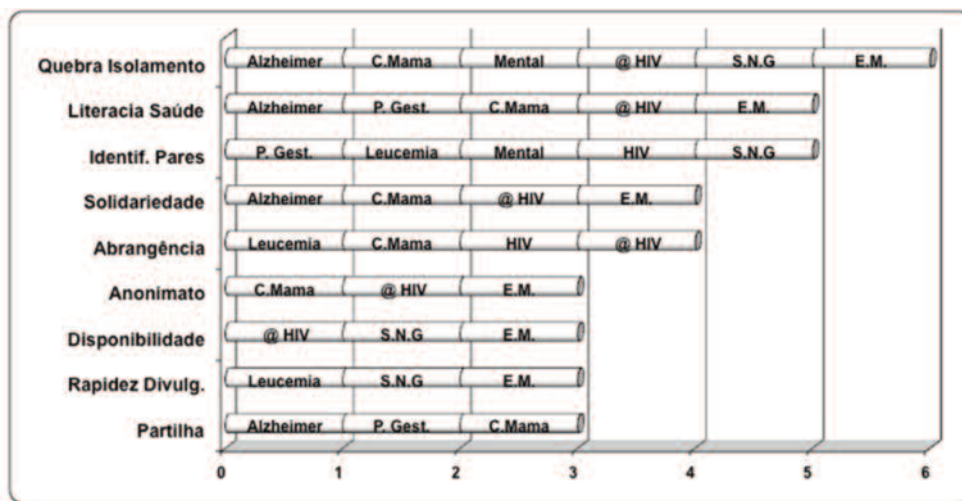 Quebra Isolamento Alzheimer C.Mama Mental @ HIV S.N.G E.M.
Literacia Saúde Alzheimer P. Gest. C.Mama @ HIV E.M.
Identif. Pares P. Gest. Leucemia Mental HIV S.N.G
Solidariedade Alzheimer C.Mama @ HIV E.M.
Abrangência Leucemia C.Mama HIV @ HIV
Anonimato C.Mama @ HIV E.M.
Disponibilidade @ HIV S.N.G E.M.
Rapidez Divulg. Leucemia S.N.G E.M.
Partilha Alzheimer P. Gest. C.Mama
0 1 2 3 4 5 6